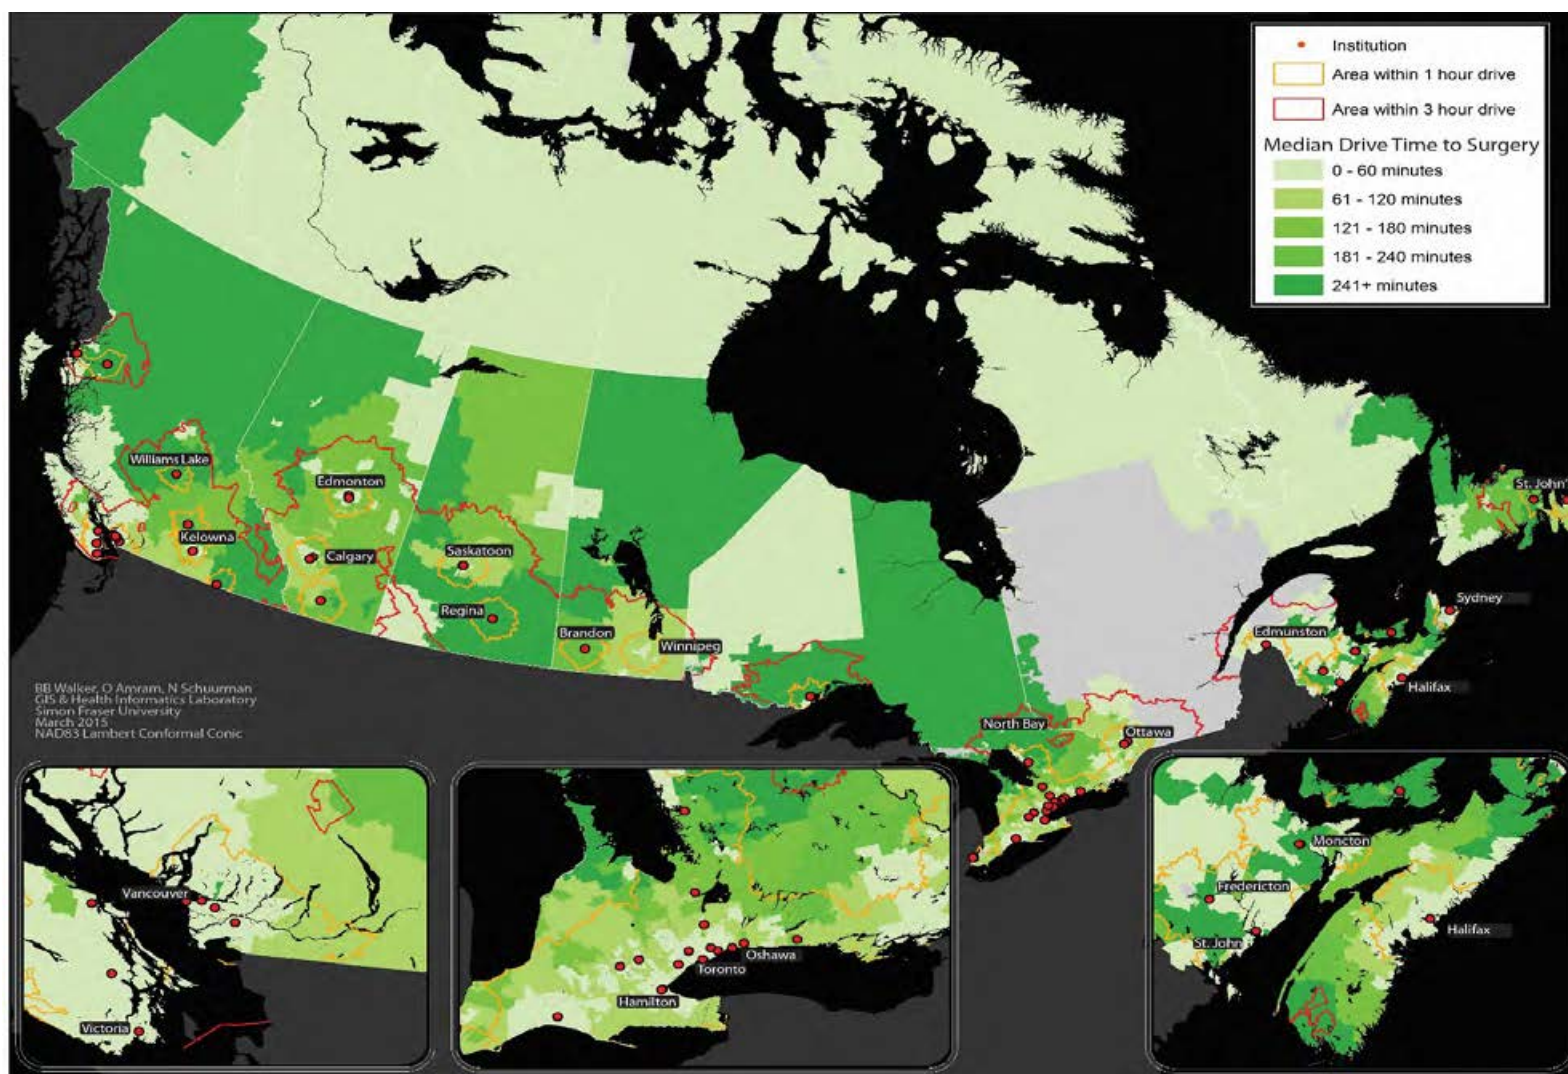 Institution
Area within 1 hour drive
Area within 3 hour drive
Median Drive Time to Surgery
0 - 60 minutes
61 - 120 minutes
121 - 180 minutes
181 - 240 minutes
241+ minutes
Williams Lake
Edmonton
St. John'
Kelowna
Calgary
Saskatoon
Regina
Brandon
Winnipeg
Sydney
Edmunston
Halifax
North Bay
Ottawa
BB Walker, O Amram, N Schuurman
GIS & Health Informatics Laboratory
Simon Fraser University
March 2015
NAD83 Lambert Conformal Conic
Vancouver
Victoria
Oshawa
Toronto
Hamilton
Moncton
Fredericton
St. John
Halifax